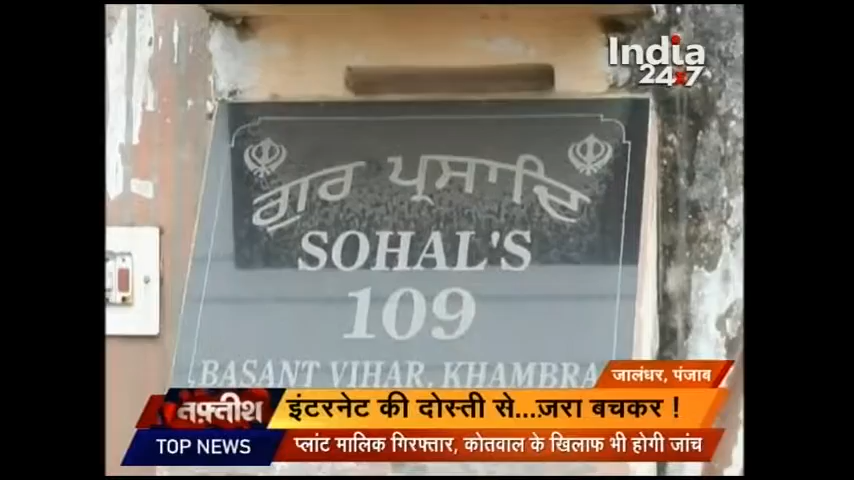 India
24x7
ਗੁਰ ਪ੍ਰਸਾਦਿ
SOHAL'S
109
BASANT VIHAR, KHAMBRA
जालंधर, पंजाब
तफ़्तीश
इंटरनेट की दोस्ती से...ज़रा बचकर !
TOP NEWS
प्लांट मालिक गिरफ्तार, कोतवाल के खिलाफ भी होगी जांच